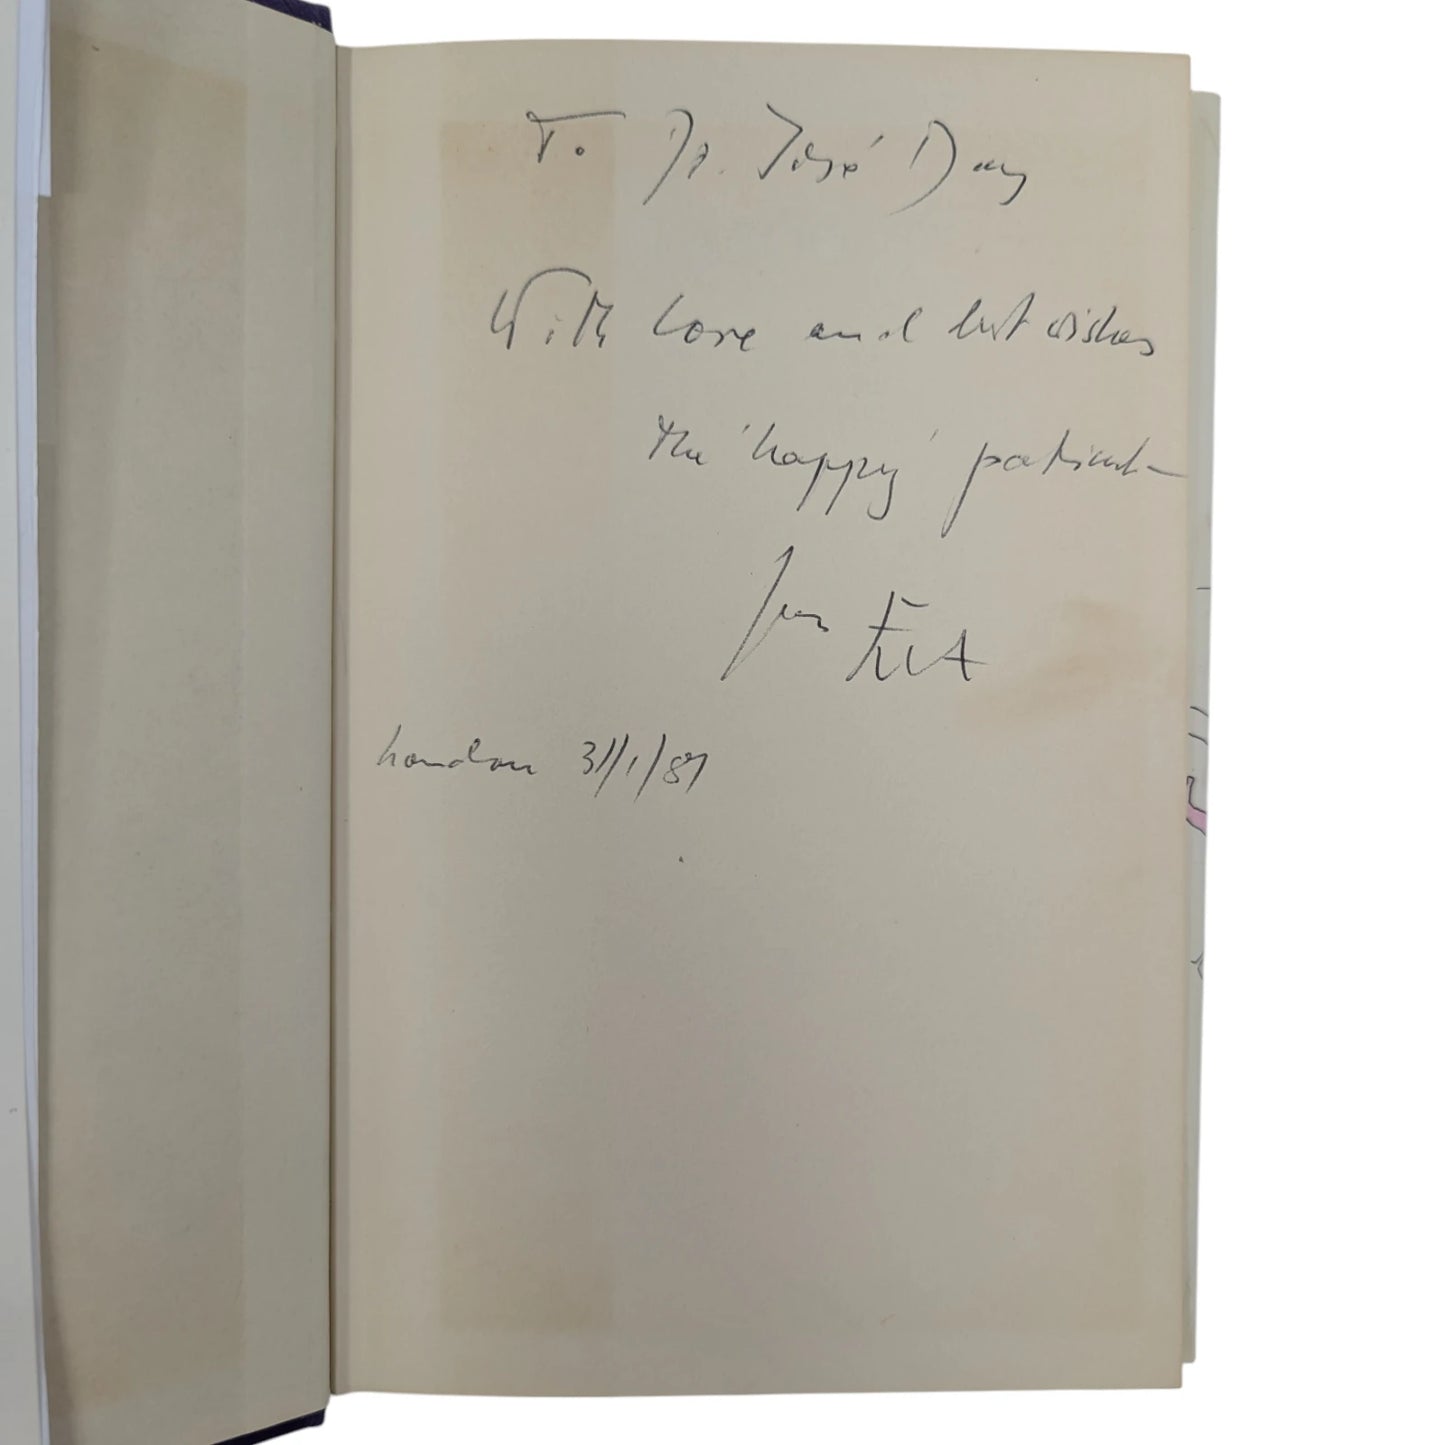 To Dr. José Day
With love and best wishes
the 'happy' patient
London 31/1/87